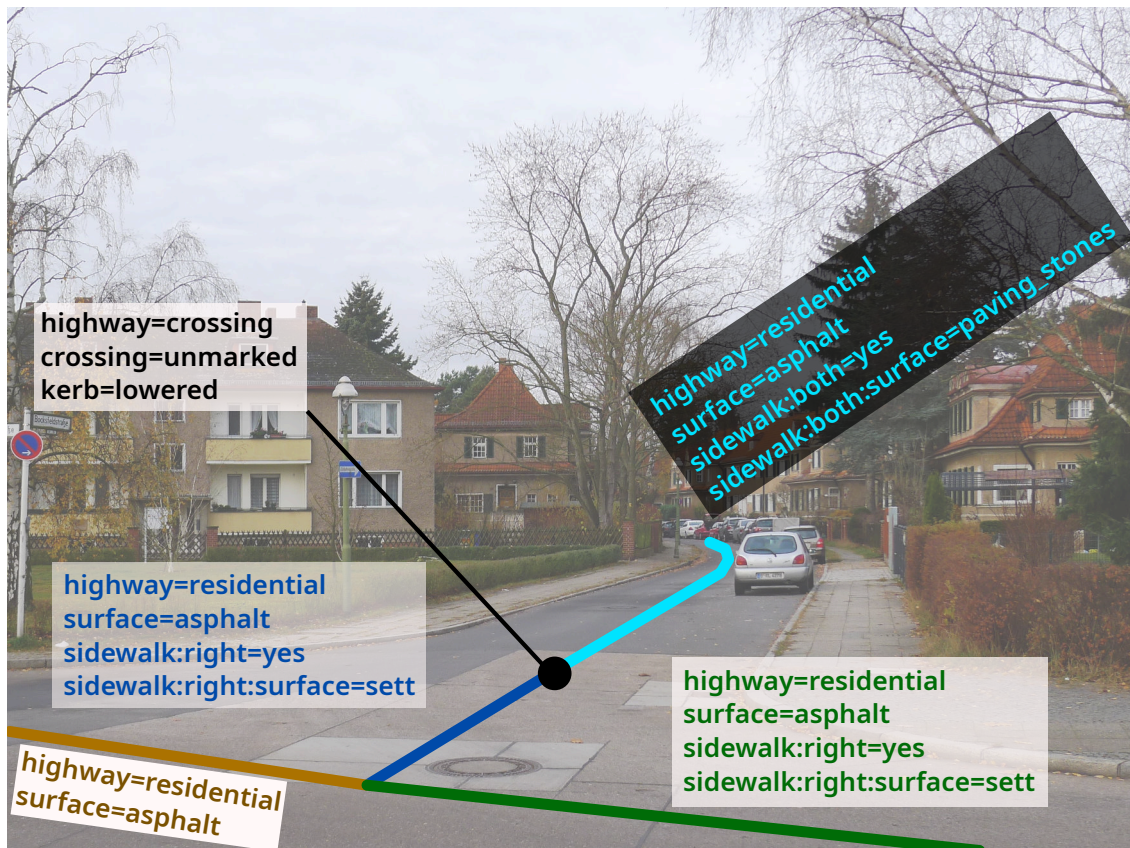 highway=crossing
crossing=unmarked
kerb=lowered
highway=residential
surface=asphalt
sidewalk:both=yes
sidewalk:both:surface=paving_stones
highway=residential
surface=asphalt
sidewalk:right=yes
sidewalk:right:surface=sett
highway=residential
surface=asphalt
sidewalk:right=yes
sidewalk:right:surface=sett
highway=residential
surface=asphalt